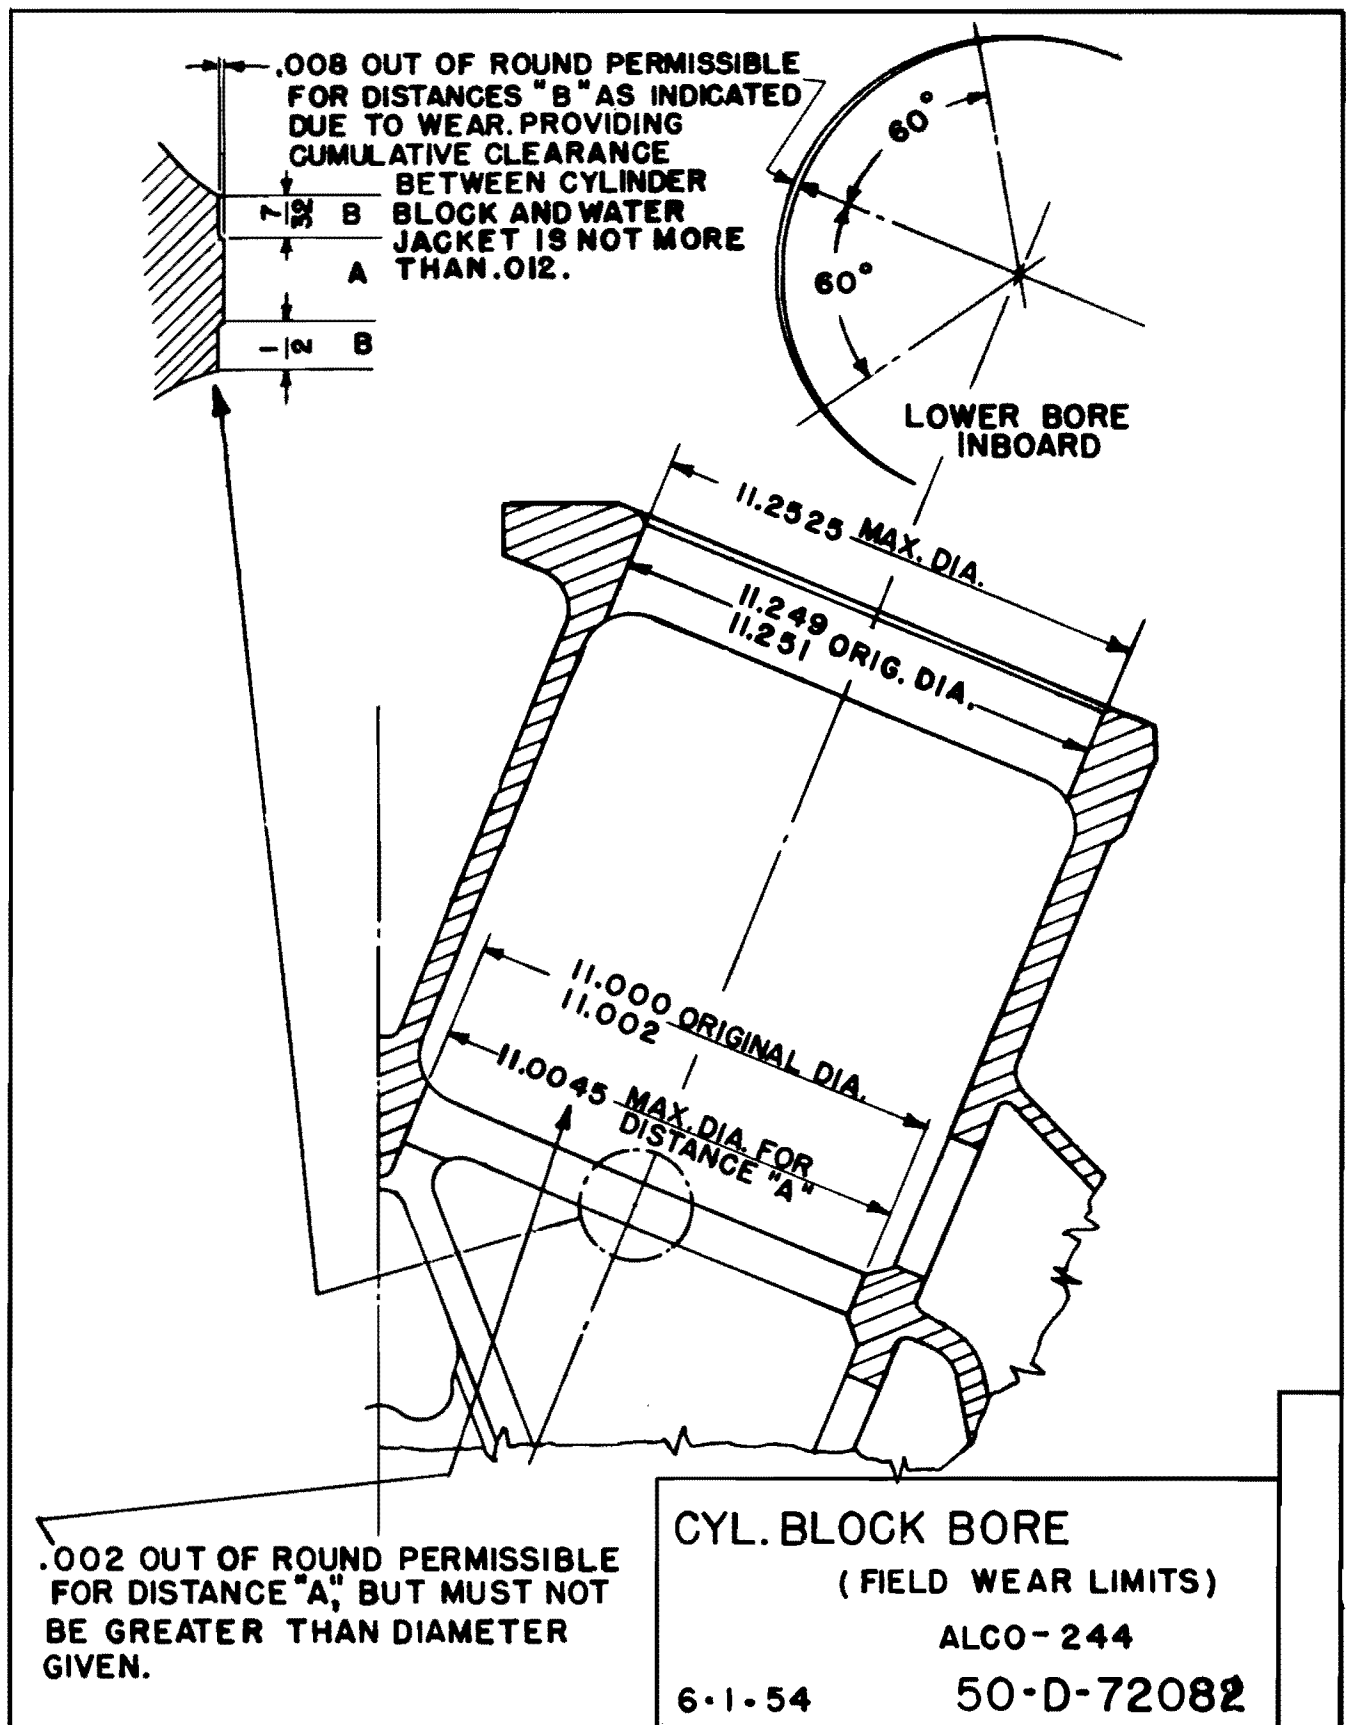 .008 OUT OF ROUND PERMISSIBLE
FOR DISTANCES "B" AS INDICATED
DUE TO WEAR. PROVIDING
CUMULATIVE CLEARANCE
BETWEEN CYLINDER
BLOCK AND WATER
JACKET IS NOT MORE
THAN .012.
7/32 B
A
1/2 B
60°
60°
LOWER BORE
INBOARD
11.2525 MAX. DIA.
11.249
11.251 ORIG. DIA.
11.000
11.002 ORIGINAL DIA.
11.0045 MAX. DIA. FOR
DISTANCE "A"
.002 OUT OF ROUND PERMISSIBLE
FOR DISTANCE "A", BUT MUST NOT
BE GREATER THAN DIAMETER
GIVEN.
CYL. BLOCK BORE
(FIELD WEAR LIMITS)
ALCO-244
6-1-54 50-D-72082